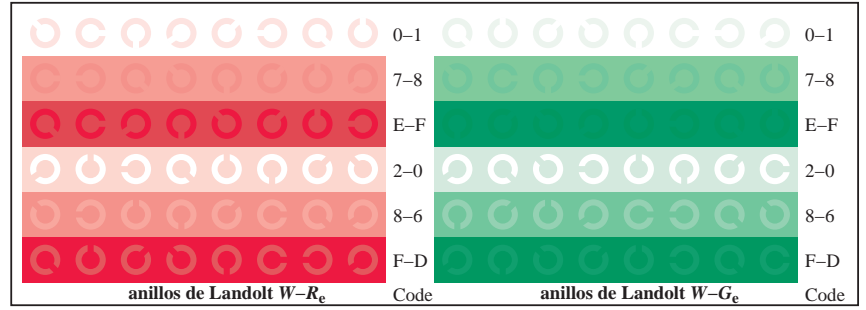 0–1
7–8
E–F
2–0
8–6
F–D
anillos de Landolt W–Re Code
0–1
7–8
E–F
2–0
8–6
F–D
anillos de Landolt W–Ge Code